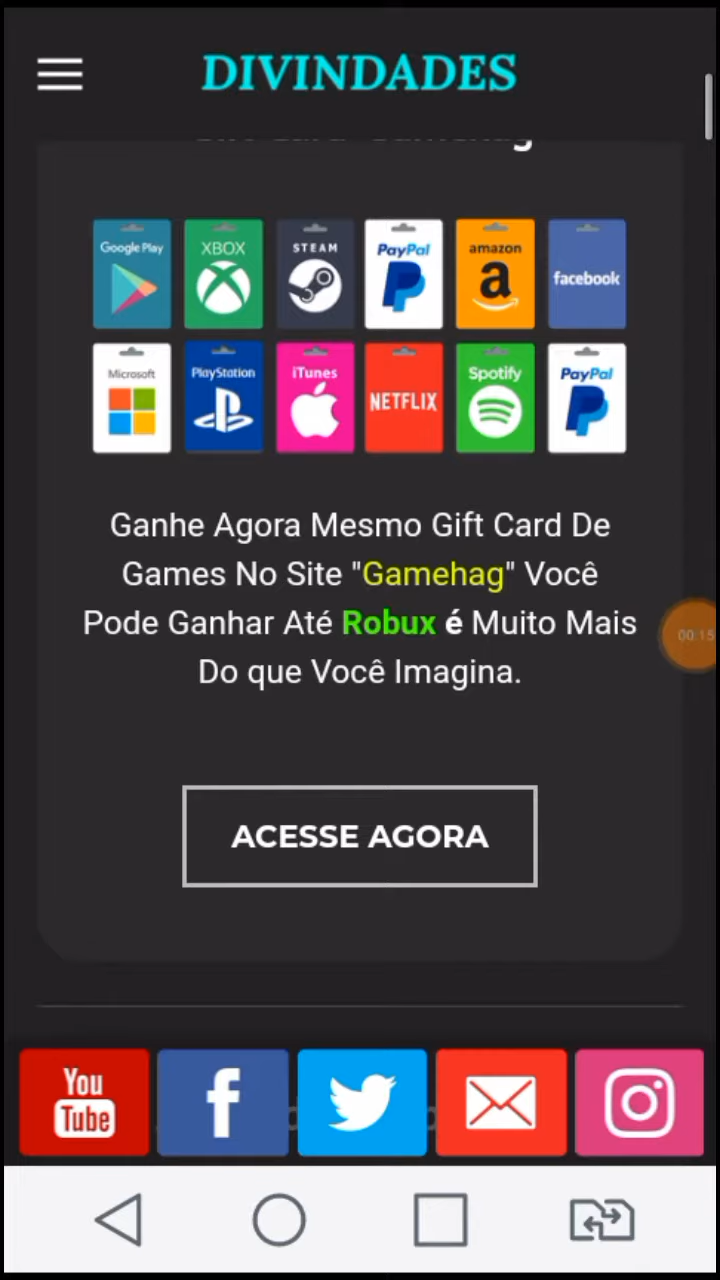 DIVINDADES
Google Play
XBOX
STEAM
PayPal
amazon
a
facebook
Microsoft
PlayStation
iTunes
NETFLIX
Spotify
PayPal
Ganhe Agora Mesmo Gift Card De
Games No Site "Gamehag" Você
Pode Ganhar Até Robux é Muito Mais
Do que Você Imagina.
00:15
ACESSE AGORA
You
Tube
f